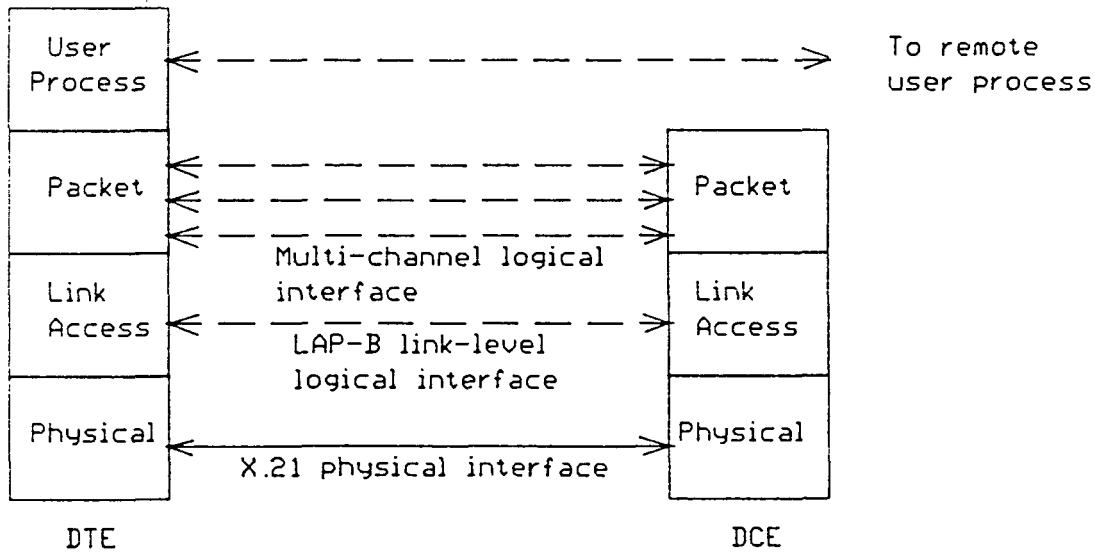 User
Process
To remote
user process
Packet
Packet
Multi-channel logical
interface
Link
Access
Link
Access
LAP-B link-level
logical interface
Physical
Physical
X.21 physical interface
DTE
DCE